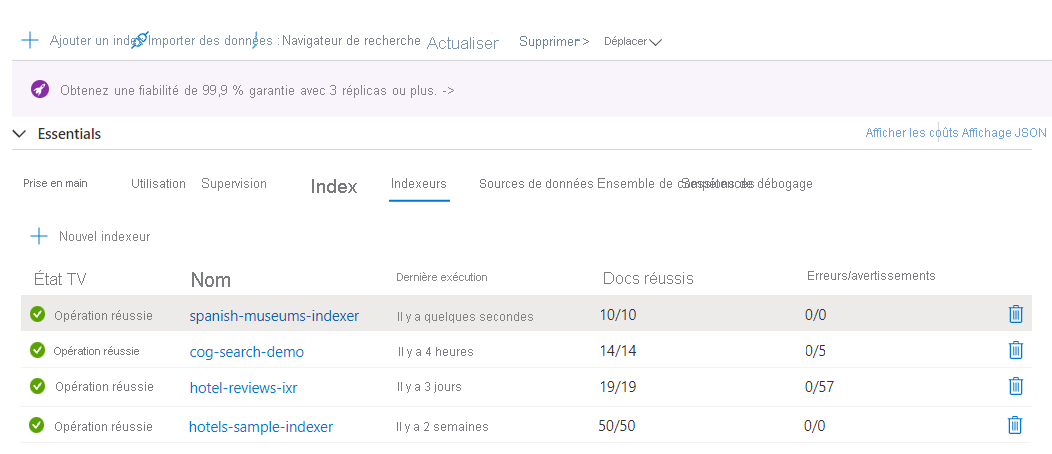 Ajouter un index Importer des données : Navigateur de recherche Actualiser Supprimer > Déplacer
Obtenez une fiabilité de 99,9 % garantie avec 3 réplicas ou plus. ->
Essentials Afficher les coûts Affichage JSON
Prise en main Utilisation Supervision Index Indexeurs Sources de données Ensemble de compétences Sessions de débogage
Nouvel indexeur
État TV Nom Dernière exécution Docs réussis Erreurs/avertissements
Opération réussie spanish-museums-indexer Il y a quelques secondes 10/10 0/0
Opération réussie cog-search-demo Il y a 4 heures 14/14 0/5
Opération réussie hotel-reviews-ixr Il y a 3 jours 19/19 0/57
Opération réussie hotels-sample-indexer Il y a 2 semaines 50/50 0/0